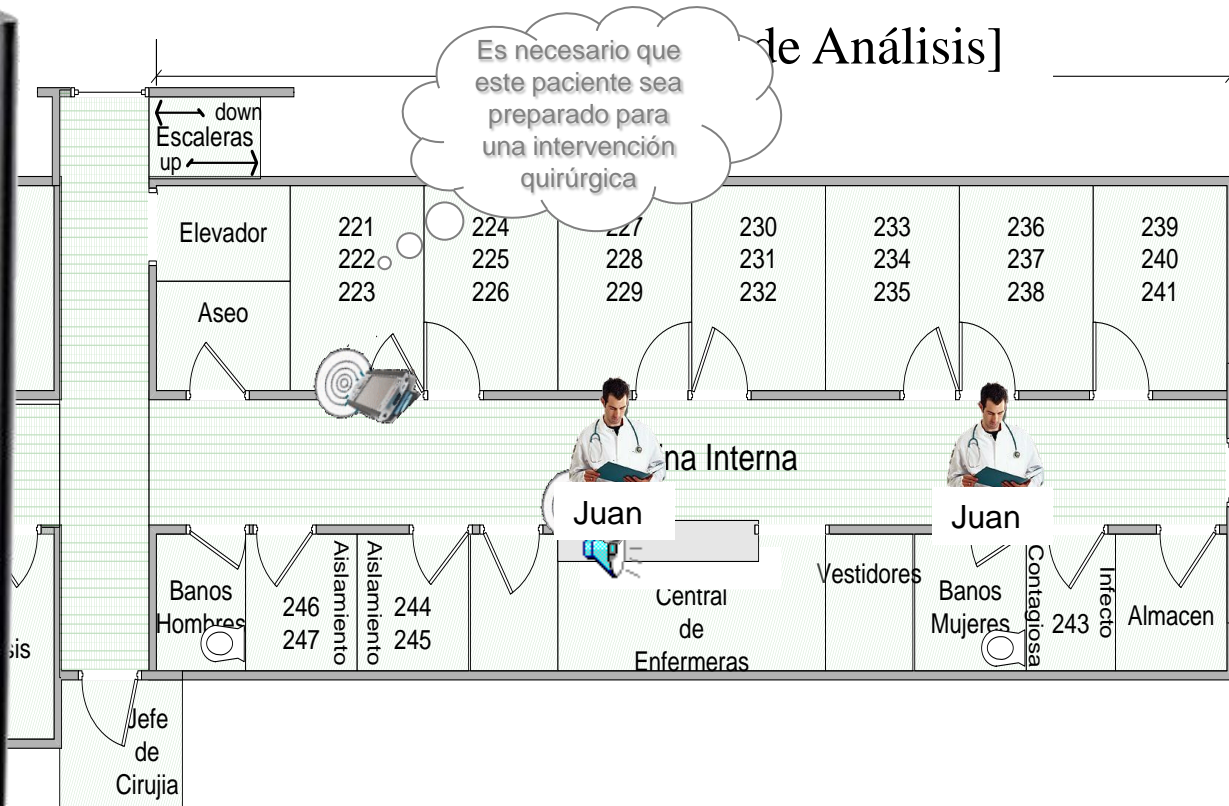 de Análisis]
Es necesario que
este paciente sea
preparado para
una intervención
quirúrgica
down
Escaleras
up
Elevador
Aseo
221
222
223
224
225
226
227
228
229
230
231
232
233
234
235
236
237
238
239
240
241
na Interna
Juan
Juan
Banos
Hombres
246
247
Aislamiento
Aislamiento
244
245
Central
de
Enfermeras
Vestidores
Banos
Mujeres
Contagiosa
243
Infecto
Almacen
sis
Jefe
de
Cirujia